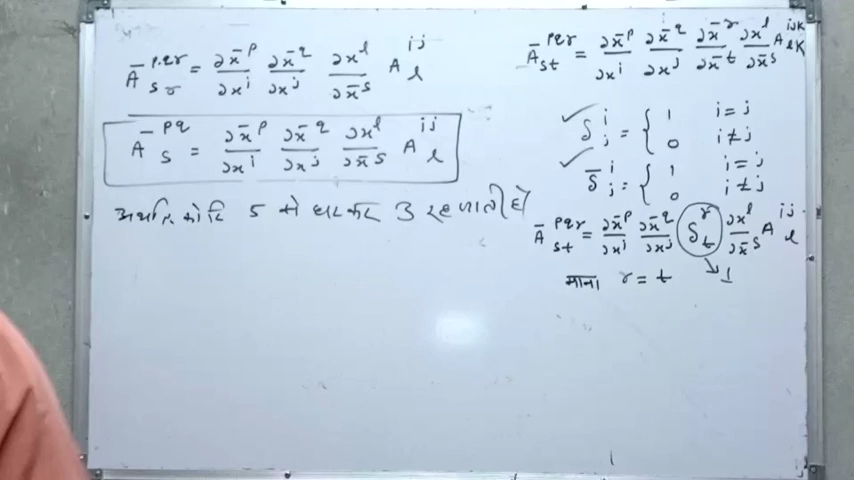 Ā^{pqr}_{sr} = ∂x̄^p/∂x^i ∂x̄^q/∂x^j ∂x^l/∂x̄^s A^{ij}_l
Ā^{pq}_s = ∂x̄^p/∂x^i ∂x̄^q/∂x^j ∂x^l/∂x̄^s A^{ij}_l
अर्थात कोटि 5 से घटकर 3 रह जाती है
Ā^{pqr}_{st} = ∂x̄^p/∂x^i ∂x̄^q/∂x^j ∂x̄^r/∂x̄^t ∂x^l/∂x̄^s A^{ijk}_{lk}
✓ δ^i_j = { 1 i = j
0 i ≠ j
✓ δ̄^i_j = { 1 i = j
0 i ≠ j
Ā^{pqr}_{st} = ∂x̄^p/∂x^i ∂x̄^q/∂x^j δ^r_t ∂x^l/∂x̄^s A^{ij}_l
माना r = t ↘ 1